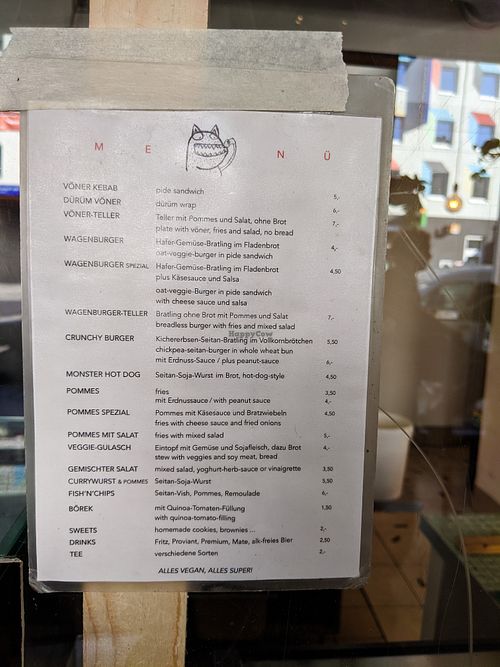 M E N Ü
VÖNER KEBAB pide sandwich 5,-
DÜRÜM VÖNER dürüm wrap 6,-
VÖNER-TELLER Teller mit Pommes und Salat, ohne Brot 7,-
plate with vöner, fries and salad, no bread
WAGENBURGER Hafer-Gemüse-Bratling im Fladenbrot 4,-
oat-veggie-burger in pide sandwich
WAGENBURGER SPEZIAL Hafer-Gemüse-Bratling im Fladenbrot 4,50
plus Käsesauce und Salsa
oat-veggie-Burger in pide sandwich
with cheese sauce und salsa
WAGENBURGER-TELLER Bratling ohne Brot mit Pommes und Salat 7,-
breadless burger with fries and mixed salad
CRUNCHY BURGER Kichererbsen-Seitan-Bratling im Vollkornbrötchen 5,50
chickpea-seitan-burger in whole wheat bun
mit Erdnuss-Sauce / plus peanut-sauce 6,-
MONSTER HOT DOG Seitan-Soja-Wurst im Brot, hot-dog-style 4,50
POMMES fries 3,50
mit Erdnussauce / with peanut sauce 4,-
POMMES SPEZIAL Pommes mit Käsesauce und Bratzwiebeln 4,50
fries with cheese sauce and fried onions
POMMES MIT SALAT fries with mixed salad 5,-
VEGGIE-GULASCH Eintopf mit Gemüse und Sojafleisch, dazu Brot 4,-
stew with veggies and soy meat, bread
GEMISCHTER SALAT mixed salad, yoghurt-herb-sauce or vinaigrette 3,50
CURRYWURST & POMMES Seitan-Soja-Wurst 5,50
FISH'N'CHIPS Seitan-Vish, Pommes, Remoulade 6,-
BÖREK mit Quinoa-Tomaten-Füllung 1,50
with quinoa-tomato-filling
SWEETS homemade cookies, brownies ... 2,-
DRINKS Fritz, Proviant, Premium, Mate, alk-freies Bier 2,50
TEE verschiedene Sorten 2,-
ALLES VEGAN, ALLES SUPER!
HappyCow